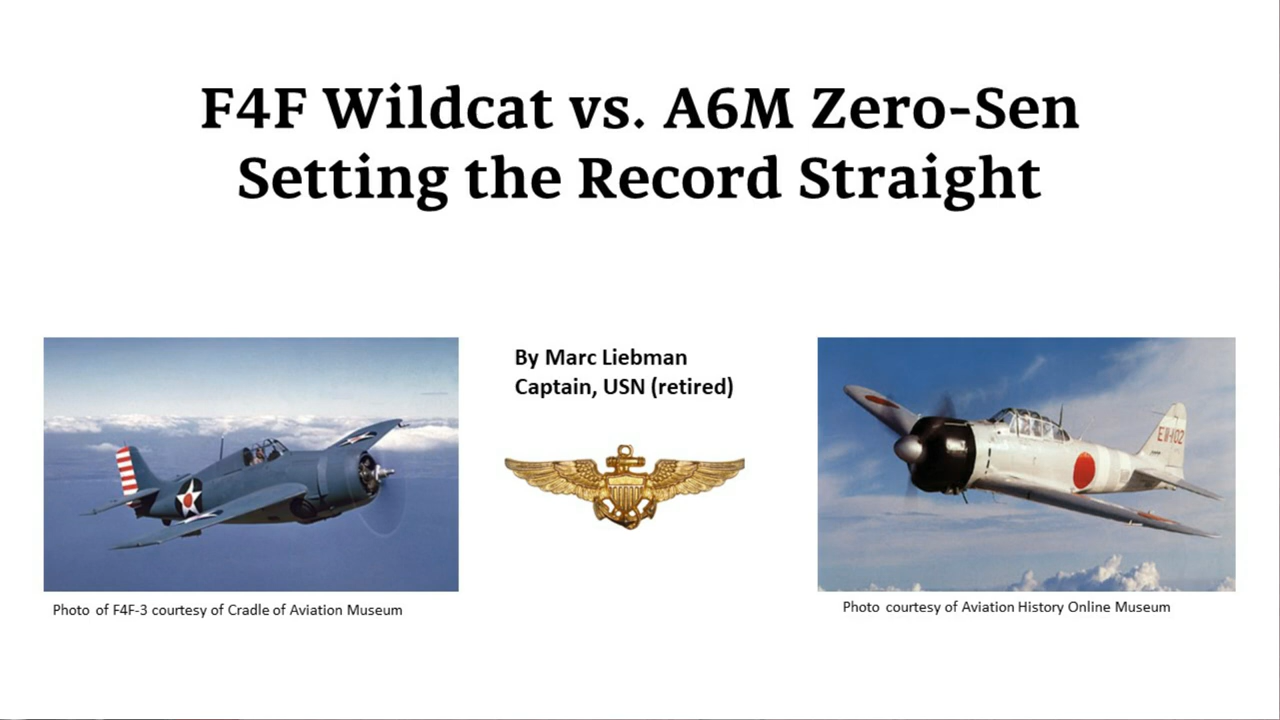 F4F Wildcat vs. A6M Zero-Sen
Setting the Record Straight
By Marc Liebman
Captain, USN (retired)
Photo of F4F-3 courtesy of Cradle of Aviation Museum
Photo courtesy of Aviation History Online Museum